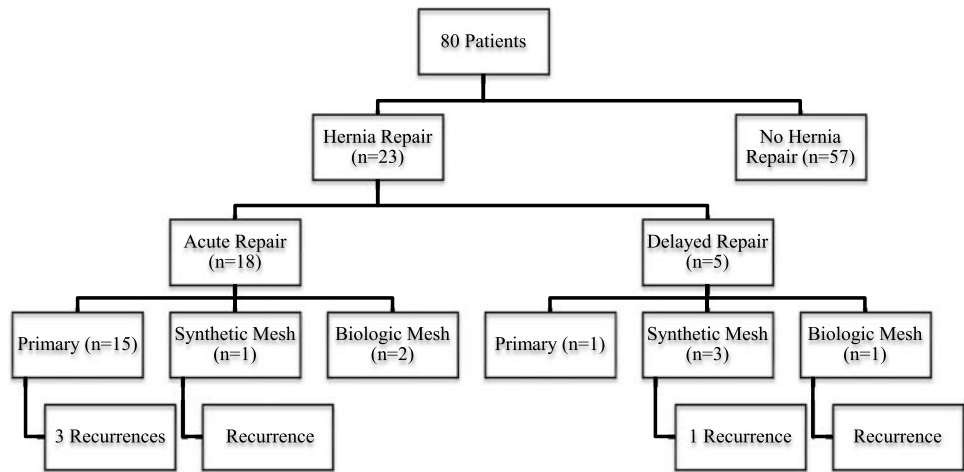 80 Patients
Hernia Repair
(n=23)
No Hernia
Repair (n=57)
Acute Repair
(n=18)
Delayed Repair
(n=5)
Primary (n=15)
Synthetic Mesh
(n=1)
Biologic Mesh
(n=2)
Primary (n=1)
Synthetic Mesh
(n=3)
Biologic Mesh
(n=1)
3 Recurrences
Recurrence
1 Recurrence
Recurrence